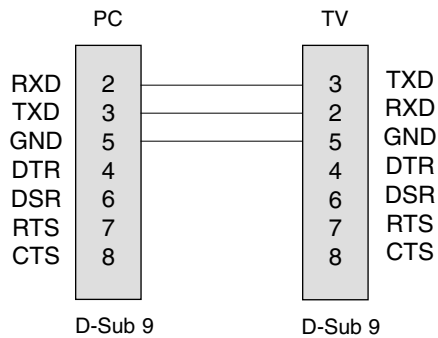 PC TV
RXD 2 3 TXD
TXD 3 2 RXD
GND 5 5 GND
DTR 4 4 DTR
DSR 6 6 DSR
RTS 7 7 RTS
CTS 8 8 CTS
D-Sub 9 D-Sub 9